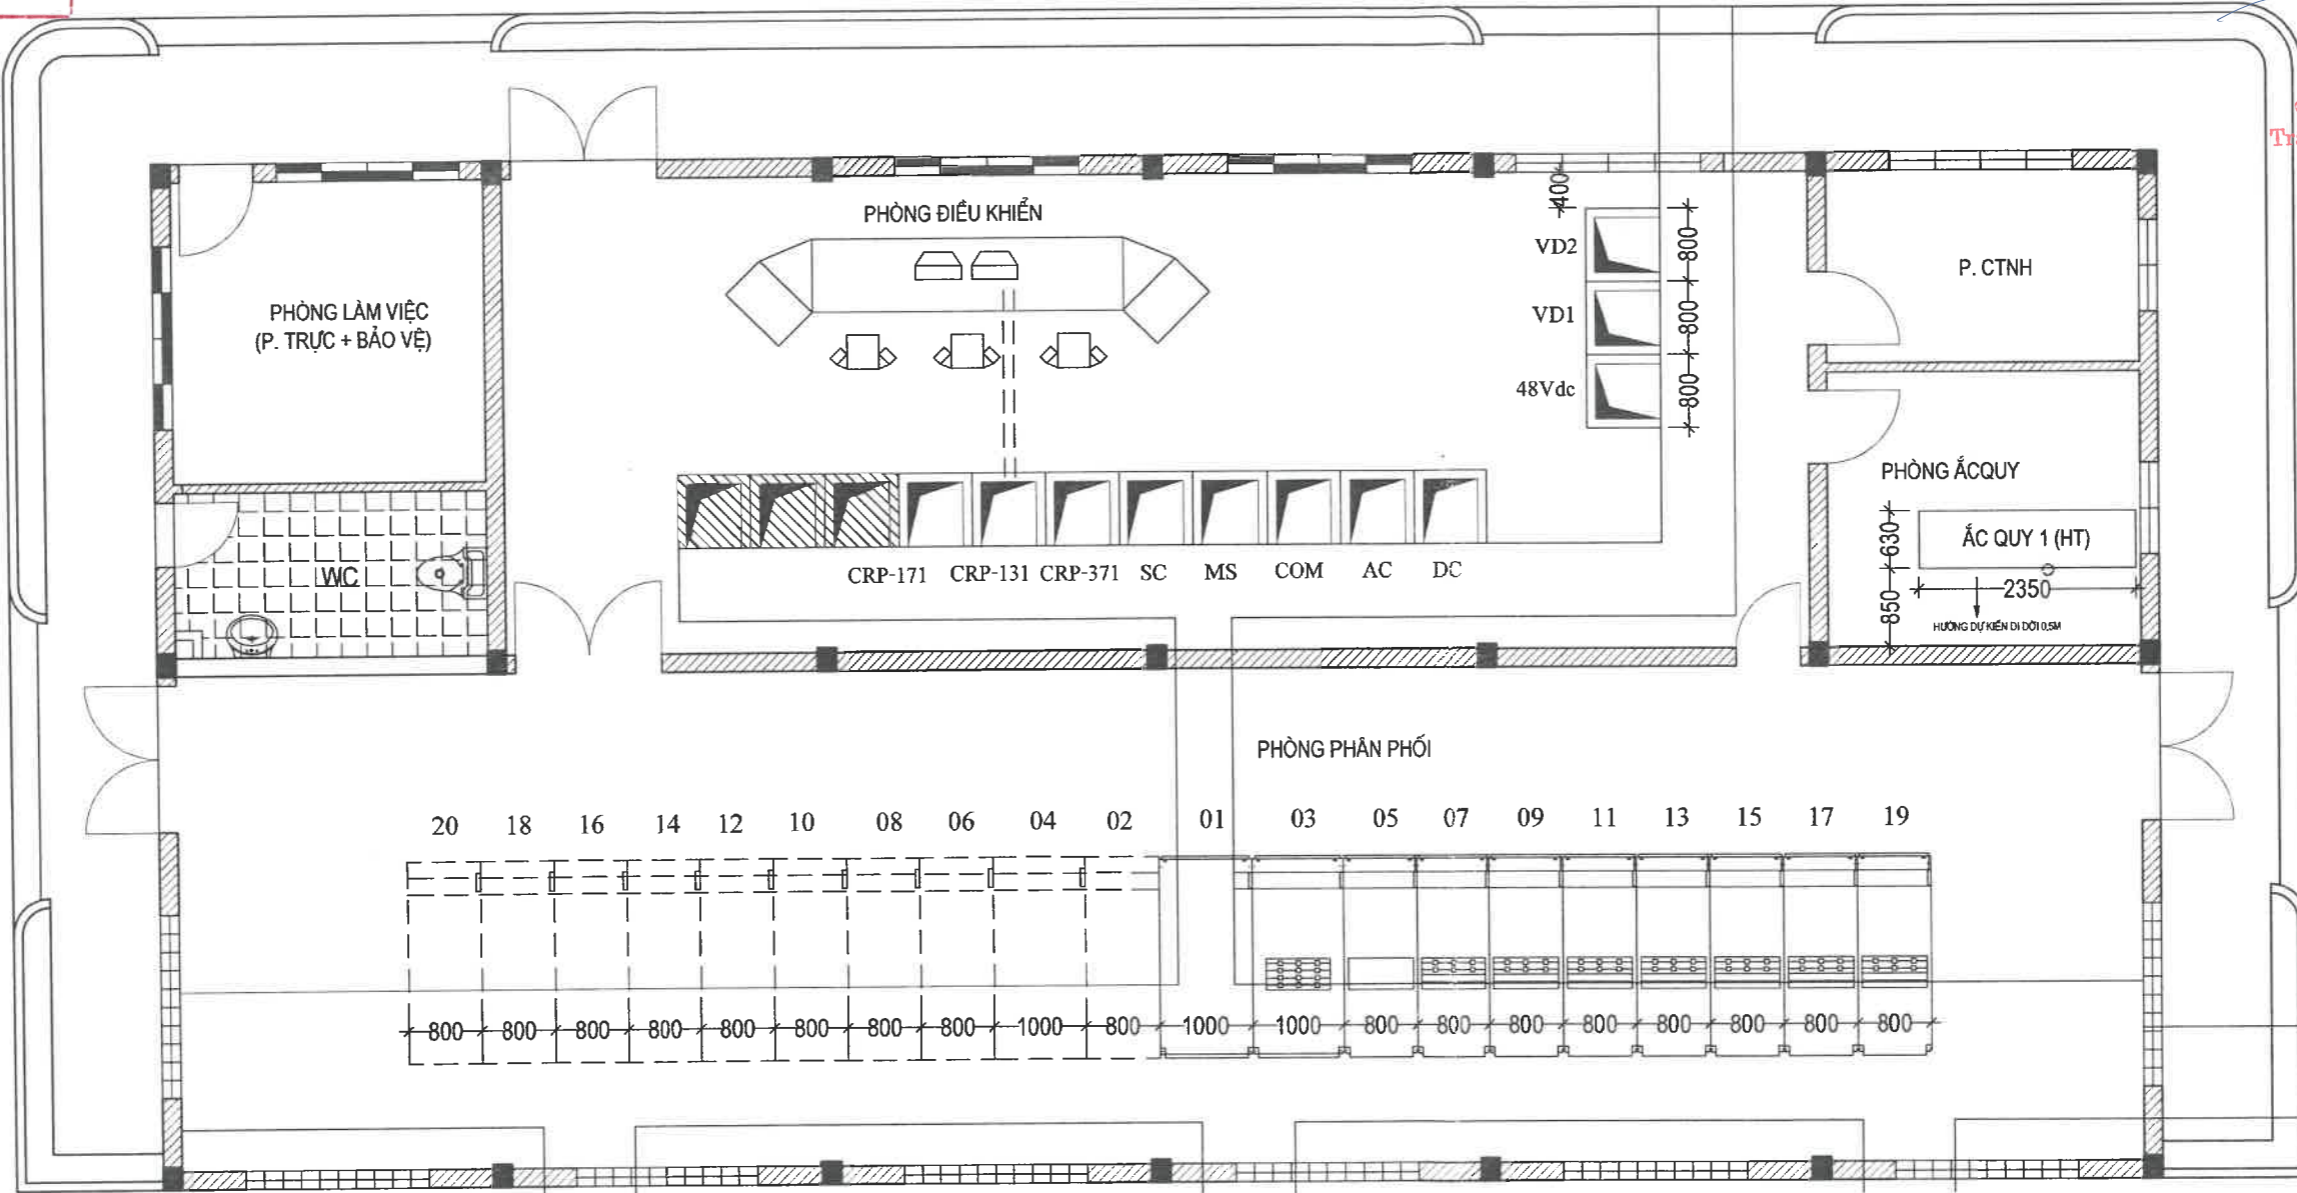 PHÒNG ĐIỀU KHIỂN
400
VD2
800
VD1
800
48Vdc
800
P. CTNH
PHÒNG LÀM VIỆC
(P. TRỰC + BẢO VỆ)
WC
CRP-171 CRP-131 CRP-371 SC MS COM AC DC
PHÒNG ẮCQUY
ẮC QUY 1 (HT)
630
2350
850
HƯỚNG DỰ KIẾN DI DỜI 0,5M
PHÒNG PHÂN PHỐI
20 18 16 14 12 10 08 06 04 02 01 03 05 07 09 11 13 15 17 19
800 800 800 800 800 800 800 800 1000 800 1000 1000 800 800 800 800 800 800 800 800